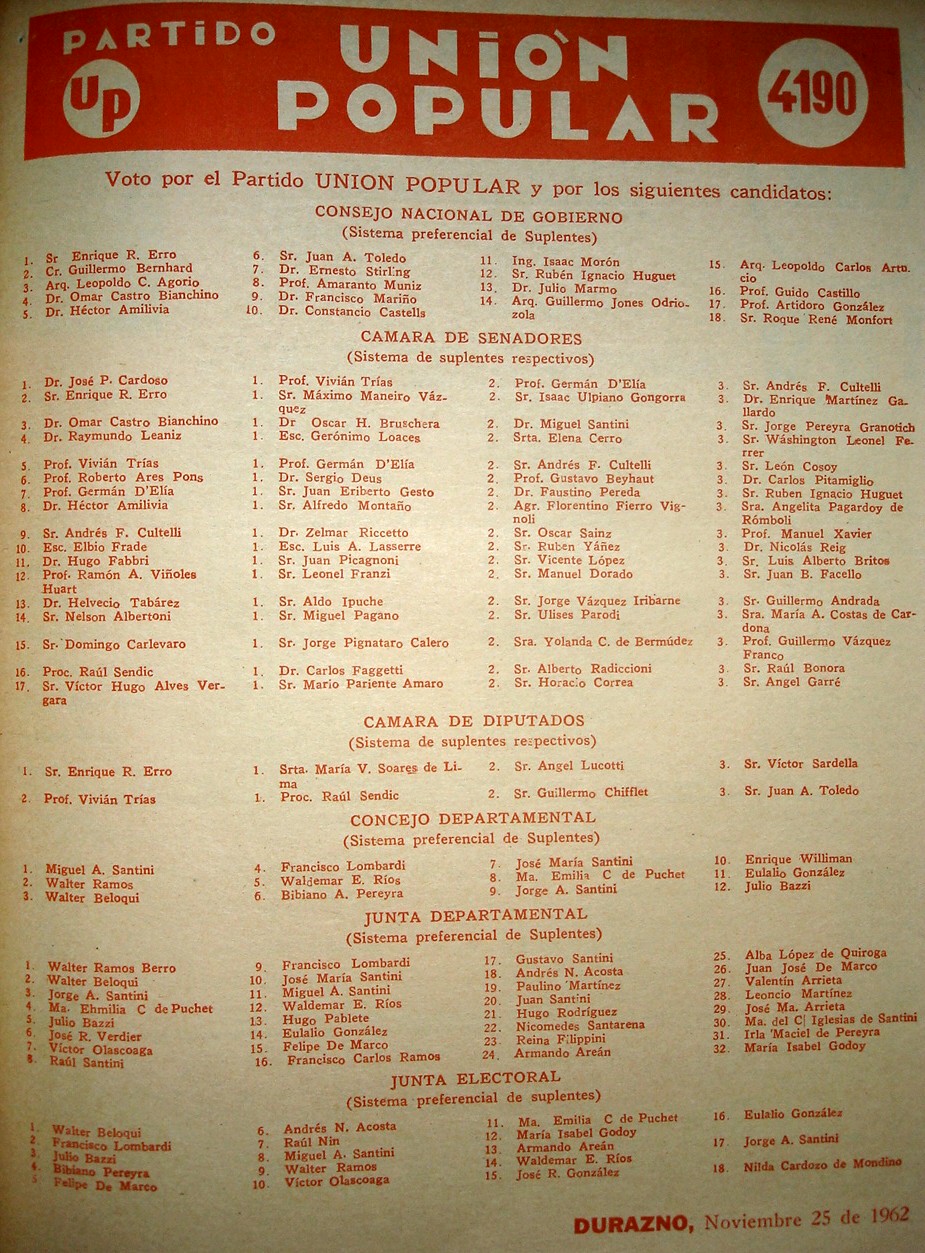 PARTIDO
UNIÓN
POPULAR
up
4190
Voto por el Partido UNION POPULAR y por los siguientes candidatos:
CONSEJO NACIONAL DE GOBIERNO
(Sistema preferencial de Suplentes)
1. Sr Enrique R. Erro
2. Cr. Guillermo Bernhard
3. Arq. Leopoldo C. Agorio
4. Dr. Omar Castro Bianchino
5. Dr. Héctor Amilivia
6. Sr. Juan A. Toledo
7. Dr. Ernesto Stirling
8. Prof. Amaranto Muniz
9. Dr. Francisco Mariño
10. Dr. Constancio Castells
11. Ing. Isaac Morón
12. Sr. Rubén Ignacio Huguet
13. Dr. Julio Marmo
14. Arq. Guillermo Jones Odrio-
zola
15. Arq. Leopoldo Carlos Artu.
cio
16. Prof. Guido Castillo
17. Prof. Artidoro González
18. Sr. Roque René Monfort
CAMARA DE SENADORES
(Sistema de suplentes respectivos)
1. Dr. José P. Cardoso
2. Sr. Enrique R. Erro
3. Dr. Omar Castro Bianchino
4. Dr. Raymundo Leaniz
5. Prof. Vivián Trías
6. Prof. Roberto Ares Pons
7. Prof. Germán D'Elía
8. Dr. Héctor Amilivia
9. Sr. Andrés F. Cultelli
10. Esc. Elbio Frade
11. Dr. Hugo Fabbri
12. Prof. Ramón A. Viñoles
Huart
13. Dr. Helvecio Tabárez
14. Sr. Nelson Albertoni
15. Sr. Domingo Carlevaro
16. Proc. Raúl Sendic
17. Sr. Víctor Hugo Alves Ver-
gara
1. Prof. Vivián Trías
1. Sr. Máximo Maneiro Váz-
quez
1. Dr Oscar H. Bruschera
1. Esc. Gerónimo Loaces
1. Prof. Germán D'Elía
1. Dr. Sergio Deus
1. Sr. Juan Eriberto Gesto
1. Sr. Alfredo Montaño
1. Dr. Zelmar Riccetto
1. Esc. Luis A. Lasserre
1. Sr. Juan Picagnoni
1. Sr. Leonel Franzi
1. Sr. Aldo Ipuche
1. Sr. Miguel Pagano
1. Sr. Jorge Pignataro Calero
1. Dr. Carlos Faggetti
1. Sr. Mario Pariente Amaro
2. Prof. Germán D'Elía
2. Sr. Isaac Ulpiano Gongorra
2. Dr. Miguel Santini
2. Srta. Elena Cerro
2. Sr. Andrés F. Cultelli
2. Prof. Gustavo Beyhaut
2. Dr. Faustino Pereda
2. Agr. Florentino Fierro Vig-
noli
2. Sr. Oscar Sainz
2. Sr. Ruben Yáñez
2. Sr. Vicente López
2. Sr. Manuel Dorado
2. Sr. Jorge Vázquez Iribarne
2. Sr. Ulises Parodi
2. Sra. Yolanda C. de Bermúdez
2. Sr. Alberto Radiccioni
2. Sr. Horacio Correa
3. Sr. Andrés F. Cultelli
3. Dr. Enrique Martínez Ga-
llardo
3. Sr. Jorge Pereyra Granotich
3. Sr. Wáshington Leonel Fe-
rrer
3. Sr. León Cosoy
3. Dr. Carlos Pitamiglio
3. Sr. Ruben Ignacio Huguet
3. Sra. Angelita Pagardoy de
Rómboli
3. Prof. Manuel Xavier
3. Dr. Nicolás Reig
3. Sr. Luis Alberto Britos
3. Sr. Juan B. Facello
3. Sr. Guillermo Andrada
3. Sra. María A. Costas de Car-
dona
3. Prof. Guillermo Vázquez
Franco
3. Sr. Raúl Bonora
3. Sr. Angel Garré
CAMARA DE DIPUTADOS
(Sistema de suplentes respectivos)
1. Sr. Enrique R. Erro
2. Prof. Vivián Trías
1. Srta. María V. Soares de Li-
ma
1. Proc. Raúl Sendic
2. Sr. Angel Lucotti
2. Sr. Guillermo Chifflet
3. Sr. Víctor Sardella
3. Sr. Juan A. Toledo
CONCEJO DEPARTAMENTAL
(Sistema preferencial de Suplentes)
1. Miguel A. Santini
2. Walter Ramos
3. Walter Beloqui
4. Francisco Lombardi
5. Waldemar E. Ríos
6. Bibiano A. Pereyra
7. José María Santini
8. Ma. Emilia C de Puchet
9. Jorge A. Santini
10. Enrique Williman
11. Eulalio González
12. Julio Bazzi
JUNTA DEPARTAMENTAL
(Sistema preferencial de Suplentes)
1. Walter Ramos Berro
2. Walter Beloqui
3. Jorge A. Santini
4. Ma. Ehmilia C de Puchet
5. Julio Bazzi
6. José R. Verdier
7. Víctor Olascoaga
8. Raúl Santini
9. Francisco Lombardi
10. José María Santini
11. Miguel A. Santini
12. Waldemar E. Ríos
13. Hugo Pablete
14. Eulalio González
15. Felipe De Marco
16. Francisco Carlos Ramos
17. Gustavo Santini
18. Andrés N. Acosta
19. Paulino Martínez
20. Juan Santini
21. Hugo Rodríguez
22. Nicomedes Santarena
23. Reina Filippini
24. Armando Areán
25. Alba López de Quiroga
26. Juan José De Marco
27. Valentín Arrieta
28. Leoncio Martínez
29. José Ma. Arrieta
30. Ma. del C| Iglesias de Santini
31. Irla Maciel de Pereyra
32. María Isabel Godoy
JUNTA ELECTORAL
(Sistema preferencial de suplentes)
1. Walter Beloqui
2. Francisco Lombardi
3. Julio Bazzi
4. Bibiano Pereyra
5. Felipe De Marco
6. Andrés N. Acosta
7. Raúl Nin
8. Miguel A. Santini
9. Walter Ramos
10. Víctor Olascoaga
11. Ma. Emilia C de Puchet
12. María Isabel Godoy
13. Armando Areán
14. Waldemar E. Ríos
15. José R. González
16. Eulalio González
17. Jorge A. Santini
18. Nilda Cardozo de Mondino
DURAZNO, Noviembre 25 de 1962